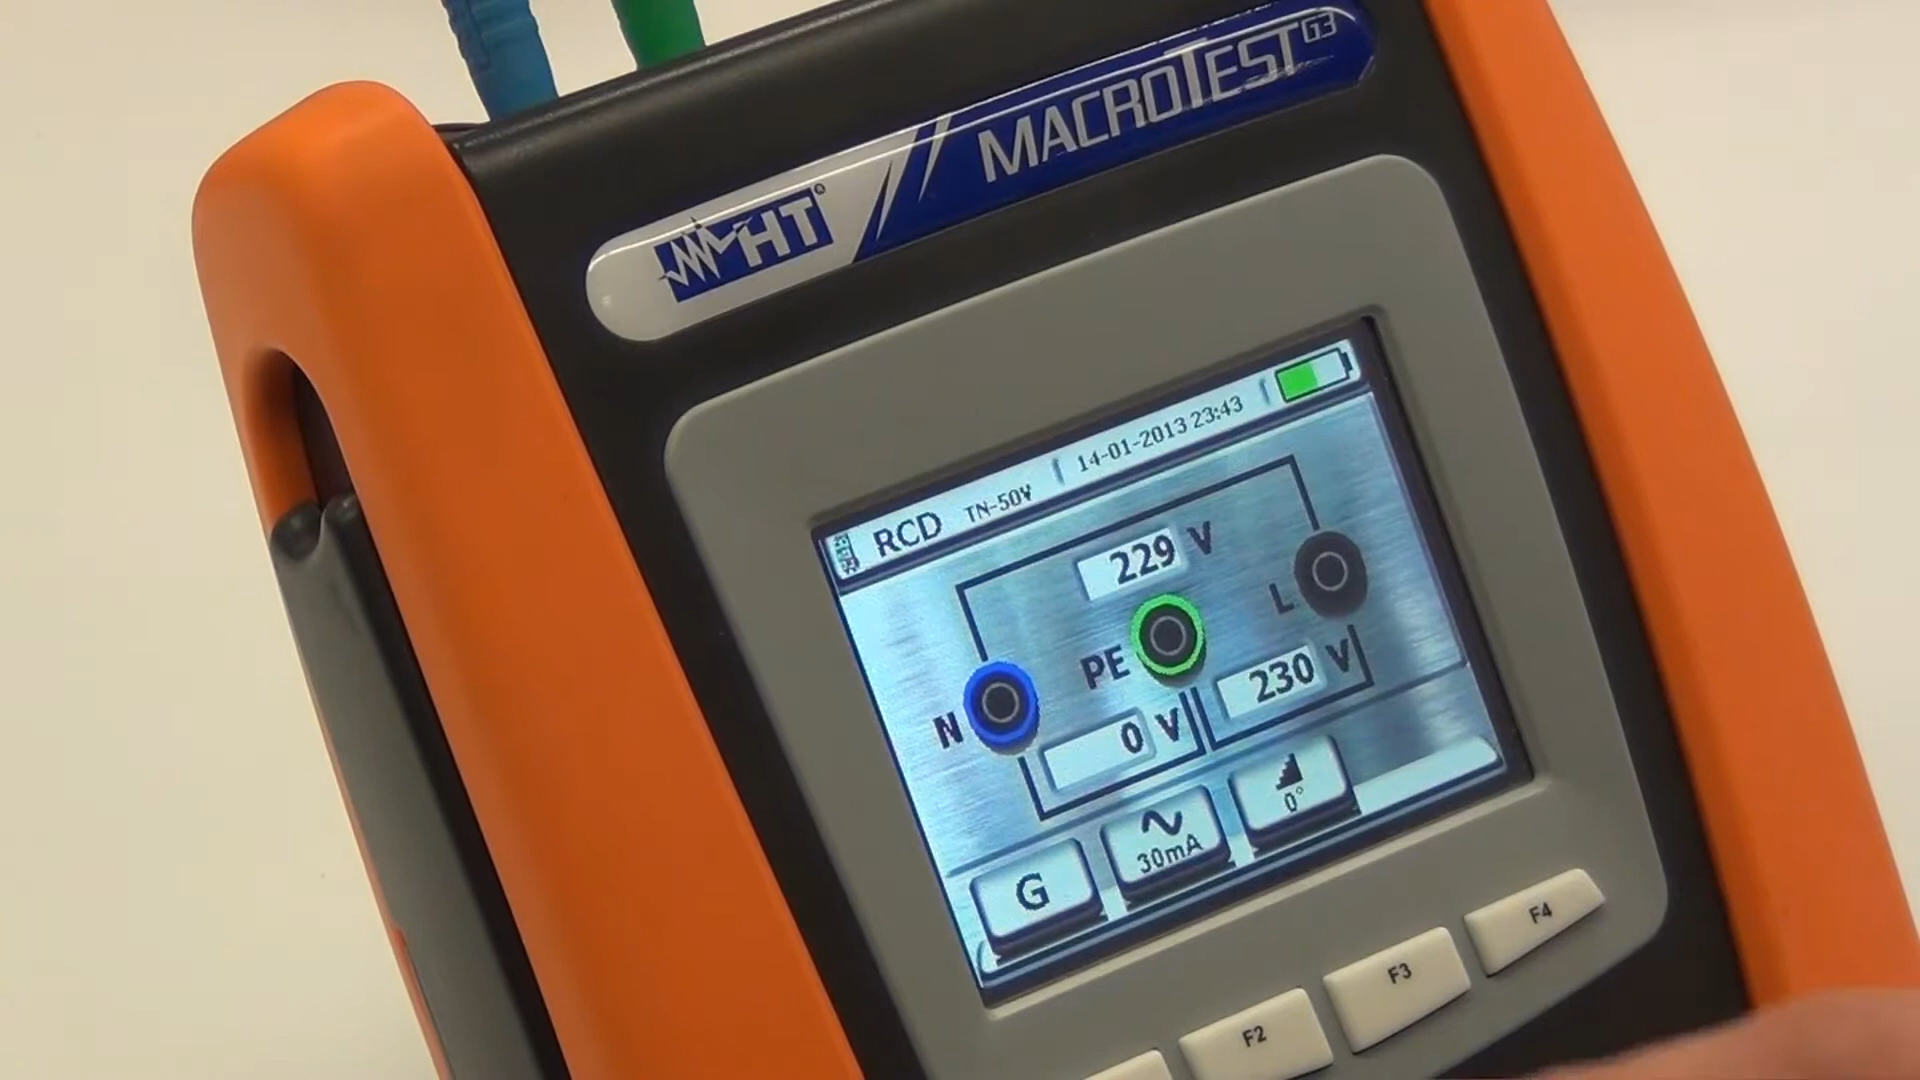 HT®
MACROTEST G3
RCD TN-50V 14-01-2013 23:43
229 V
L
PE
N
230 V
0 V
0°
30mA
G
F4
F3
F2